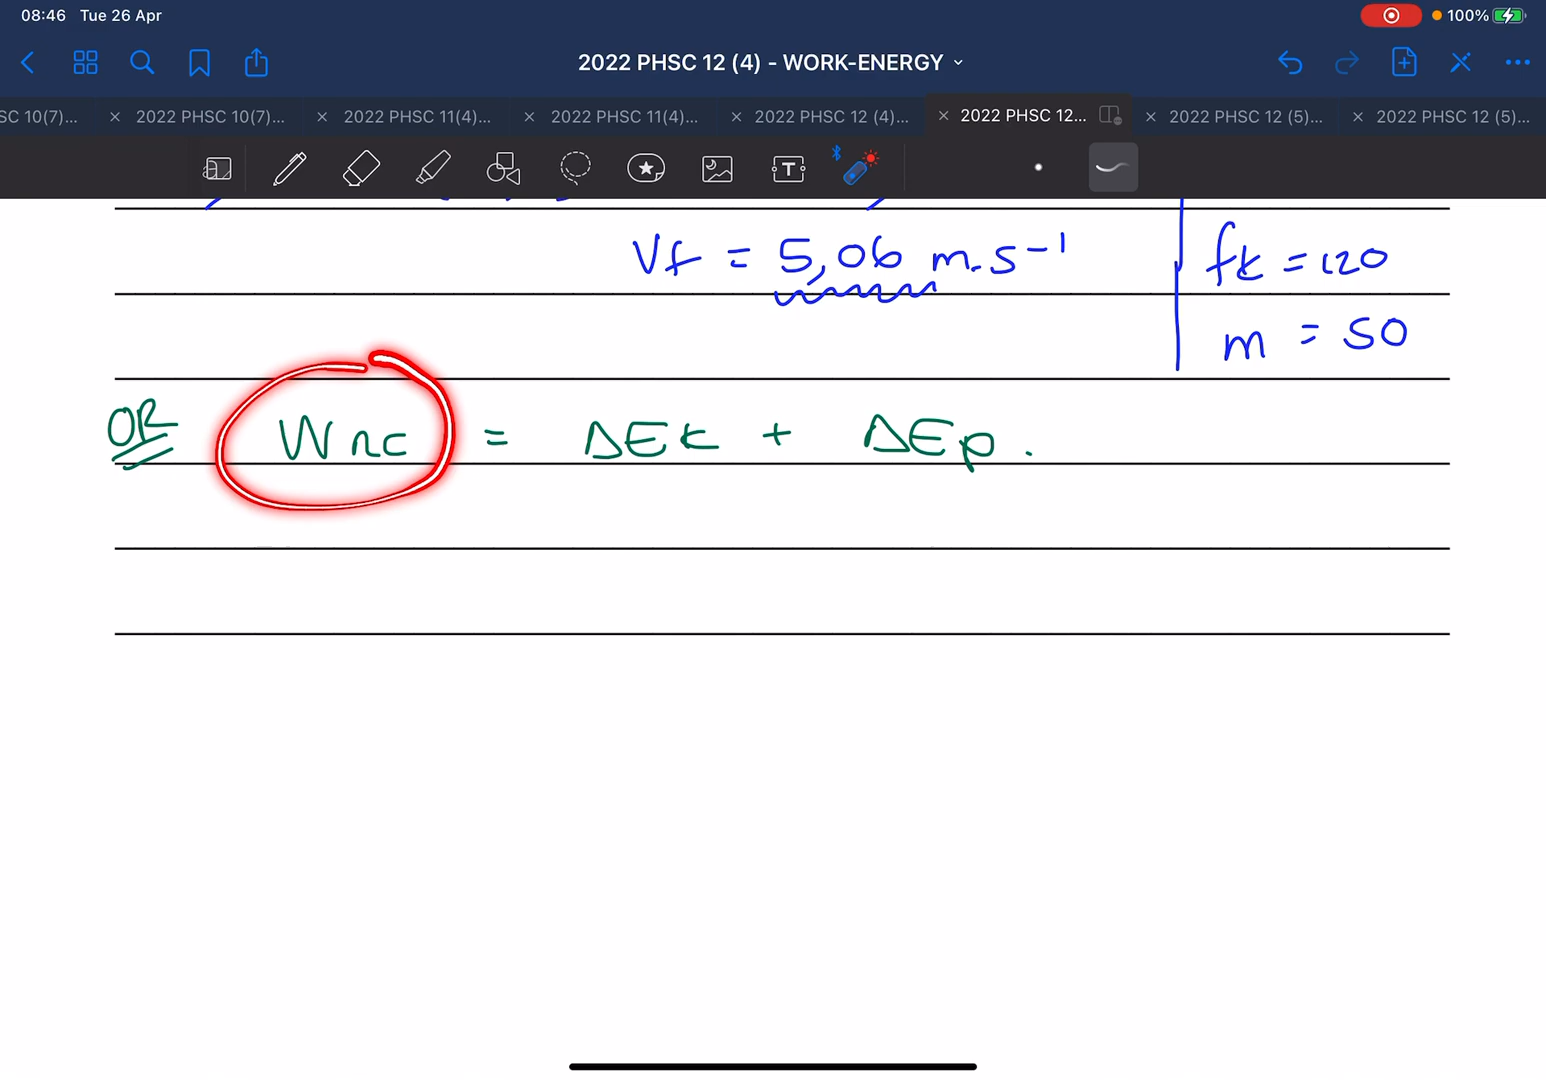 08:46 Tue 26 Apr
100%
2022 PHSC 12 (4) - WORK-ENERGY
SC 10(7)... × 2022 PHSC 10(7)... × 2022 PHSC 11(4)... × 2022 PHSC 11(4)... × 2022 PHSC 12 (4)... × 2022 PHSC 12... × 2022 PHSC 12 (5)... × 2022 PHSC 12 (5)...
T
Vf = 5,06 m.s⁻¹
fk = 120
m = 50
OR Wnc = ΔEk + ΔEp.